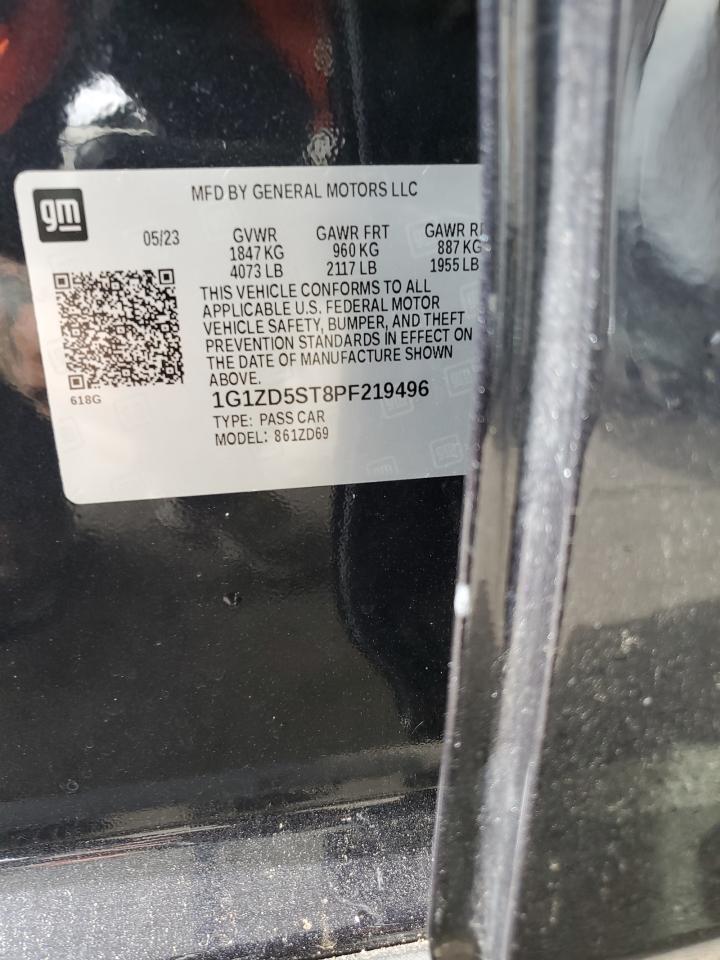 gm
MFD BY GENERAL MOTORS LLC
05/23 GVWR GAWR FRT GAWR
1847 KG 960 KG 887 KG
4073 LB 2117 LB 1955 LB
THIS VEHICLE CONFORMS TO ALL
APPLICABLE U.S. FEDERAL MOTOR
VEHICLE SAFETY, BUMPER, AND THEFT
PREVENTION STANDARDS IN EFFECT ON
THE DATE OF MANUFACTURE SHOWN
ABOVE.
618G
1G1ZD5ST8PF219496
TYPE: PASS CAR
MODEL: 861ZD69